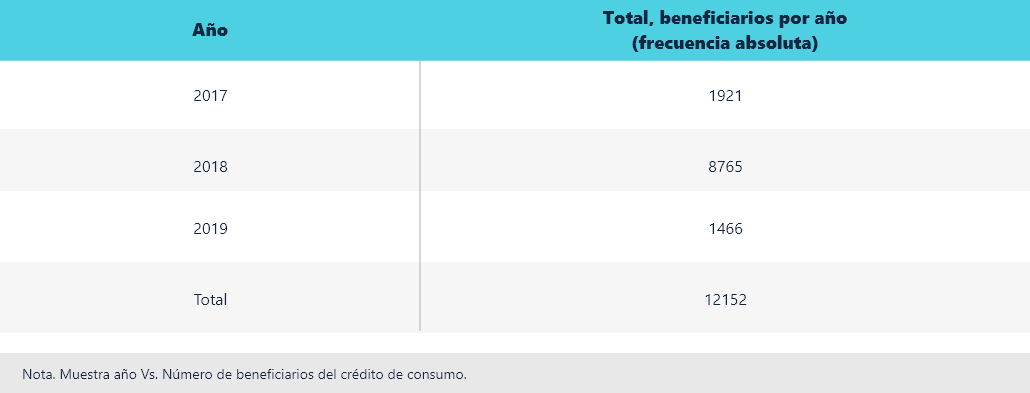 Año
Total, beneficiarios por año
(frecuencia absoluta)
2017 1921
2018 8765
2019 1466
Total 12152
Nota. Muestra año Vs. Número de beneficiarios del crédito de consumo.